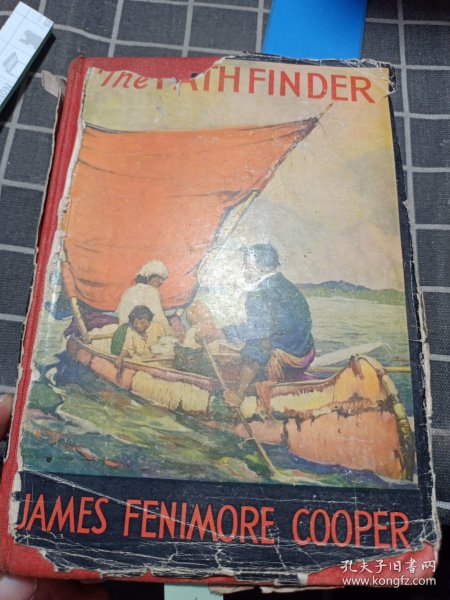 The PATHFINDER
JAMES FENIMORE COOPER
孔夫子旧书网
www.kongfz.com